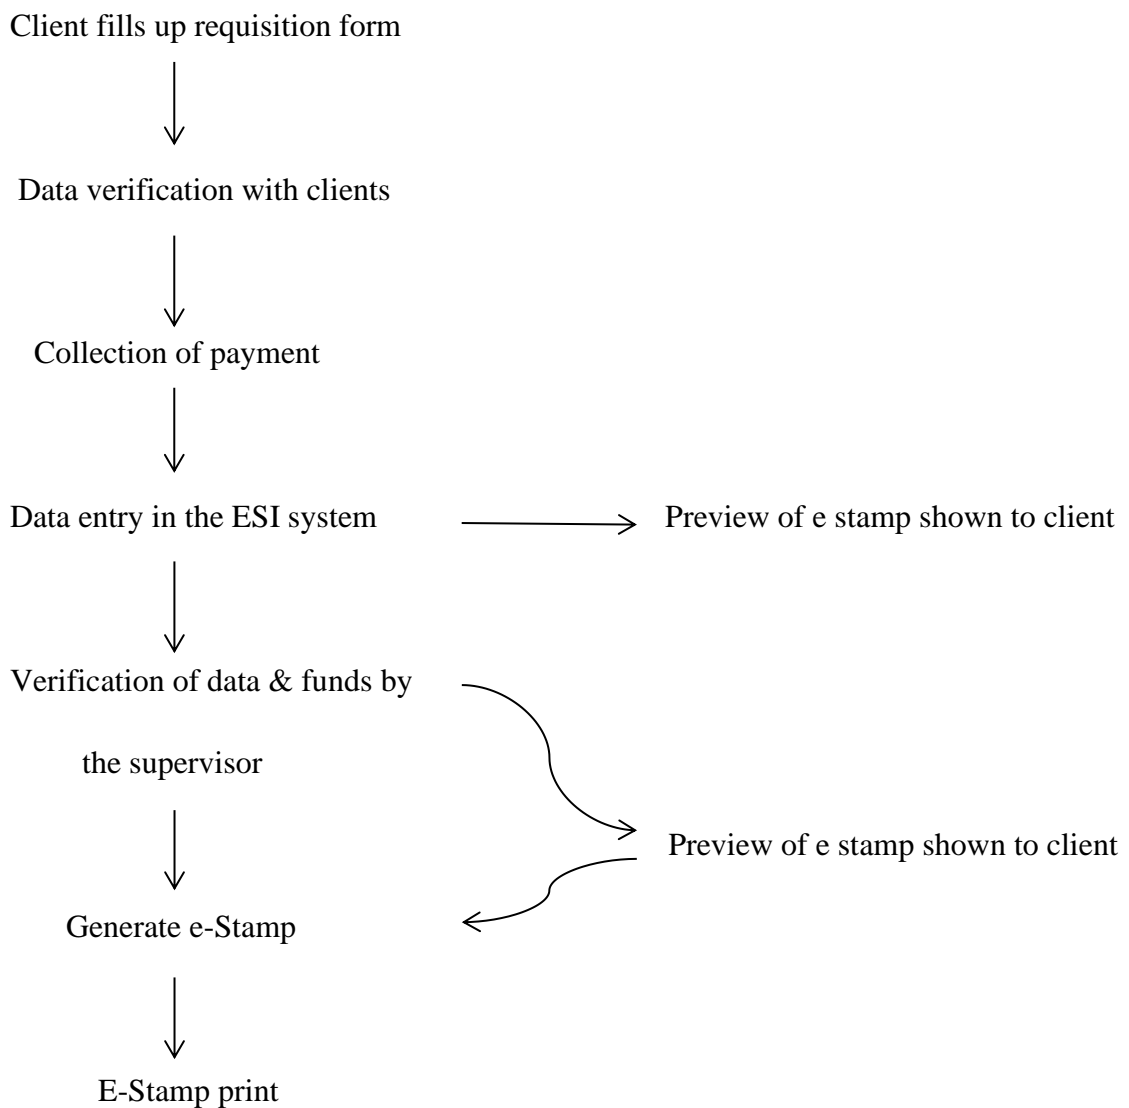 Client fills up requisition form
Data verification with clients
Collection of payment
Data entry in the ESI system
Preview of e stamp shown to client
Verification of data & funds by
the supervisor
Preview of e stamp shown to client
Generate e-Stamp
E-Stamp print